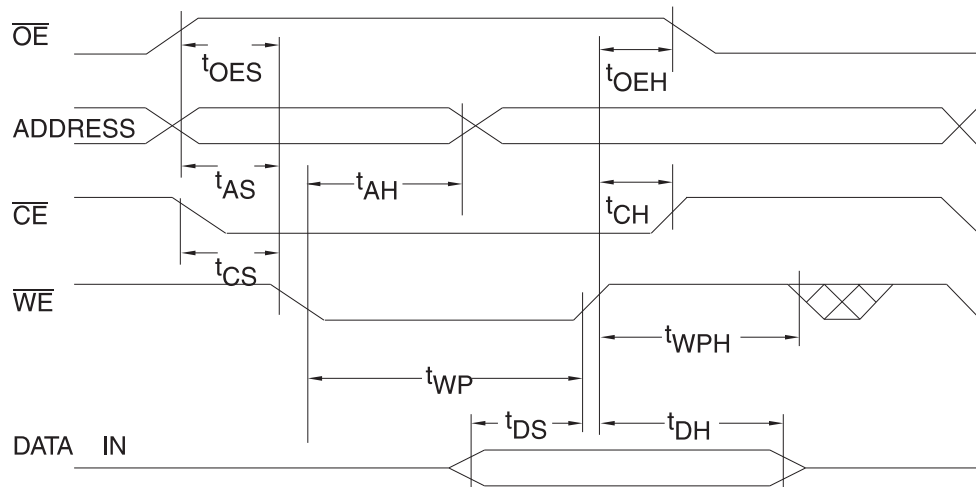 OE
tOES
tOEH
ADDRESS
tAS
tAH
tCH
CE
tCS
WE
tWPH
tWP
tDS
tDH
DATA IN